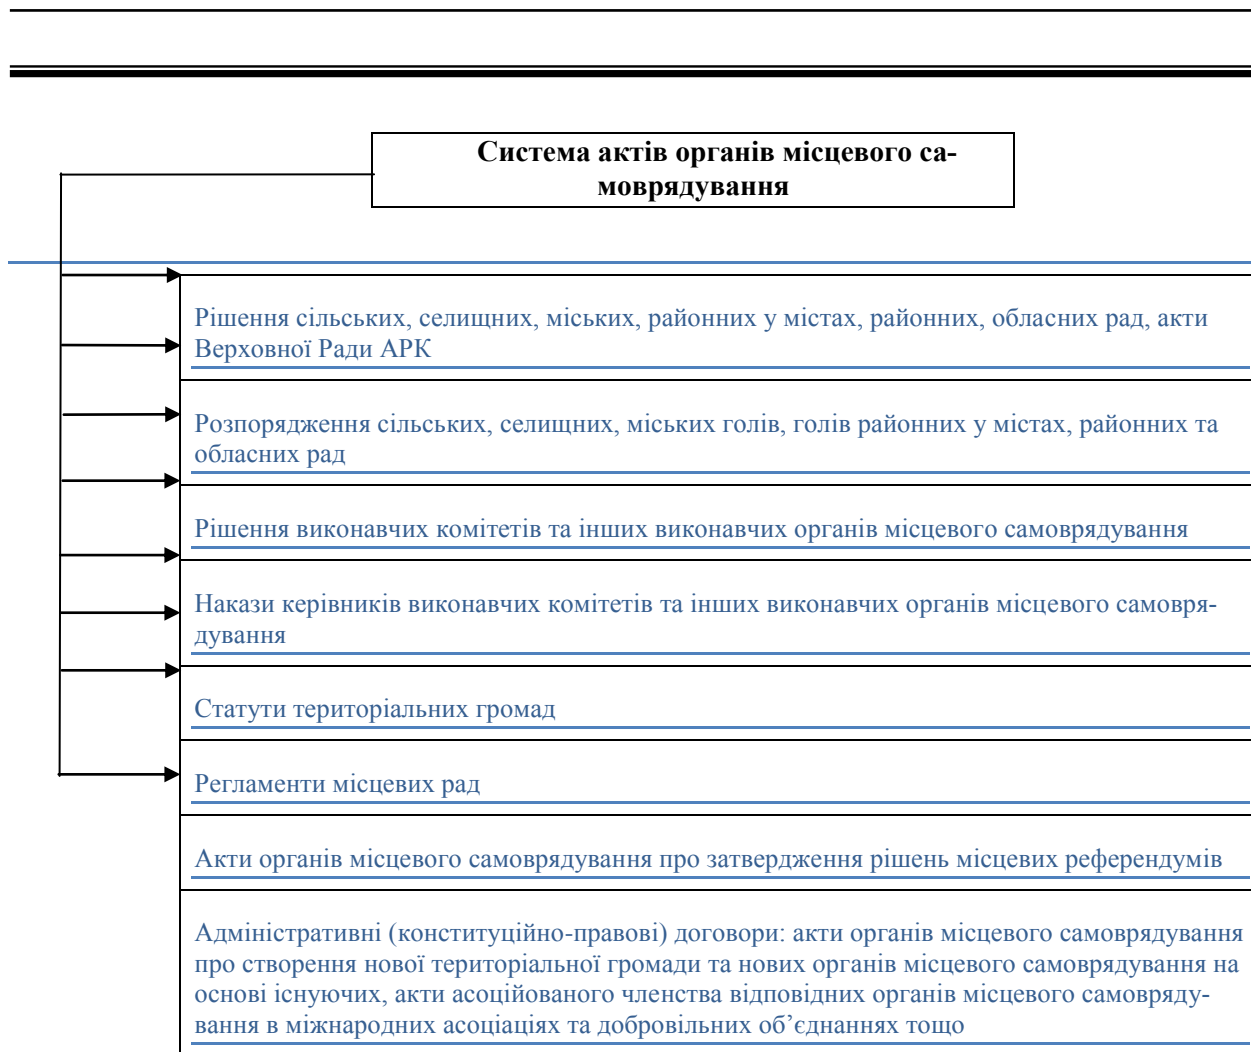 Система актів органів місцевого са-
моврядування
Рішення сільських, селищних, міських, районних у містах, районних, обласних рад, акти
Верховної Ради АРК
Розпорядження сільських, селищних, міських голів, голів районних у містах, районних та
обласних рад
Рішення виконавчих комітетів та інших виконавчих органів місцевого самоврядування
Накази керівників виконавчих комітетів та інших виконавчих органів місцевого самовря-
дування
Статути територіальних громад
Регламенти місцевих рад
Акти органів місцевого самоврядування про затвердження рішень місцевих референдумів
Адміністративні (конституційно-правові) договори: акти органів місцевого самоврядування
про створення нової територіальної громади та нових органів місцевого самоврядування на
основі існуючих, акти асоційованого членства відповідних органів місцевого самовряду-
вання в міжнародних асоціаціях та добровільних об’єднаннях тощо